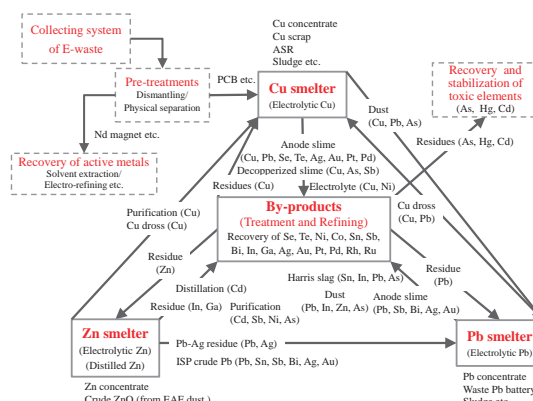 Collecting system
of E-waste
Cu concentrate
Cu scrap
ASR
Sludge etc.
Pre-treatments
Dismantling/
Physical separation
PCB etc.
Cu smelter
(Electrolytic Cu)
Recovery and
stabilization of
toxic elements
(As, Hg, Cd)
Dust
(Cu, Pb, As)
Nd magnet etc.
Recovery of active metals
Solvent extraction/
Electro-refining etc.
Anode slime
(Cu, Pb, Se, Te, Ag, Au, Pt, Pd)
Decopperized slime (Cu, As, Sb)
Residues (As, Hg, Cd)
Residues (Cu)
Electrolyte (Cu, Ni)
Purification (Cu)
Cu dross (Cu)
Cu dross
(Cu, Pb)
By-products
(Treatment and Refining)
Recovery of Se, Te, Ni, Co, Sn, Sb,
Bi, In, Ga, Ag, Au, Pt, Pd, Rh, Ru
Residue
(Zn)
Residue
(Pb)
Distillation (Cd)
Harris slag (Sn, In, Pb, As)
Residue (In, Ga)
Purification
(Cd, Sb, Ni, As)
Dust
(Pb, In, Zn, As)
Anode slime
(Pb, Sb, Bi, Ag, Au)
Zn smelter
(Electrolytic Zn)
(Distilled Zn)
Pb-Ag residue (Pb, Ag)
ISP crude Pb (Pb, Sn, Sb, Bi, Ag, Au)
Pb smelter
(Electrolytic Pb)
Zn concentrate
Crude ZnO (from EAF dust )
Pb concentrate
Waste Pb battery
Sludge etc.